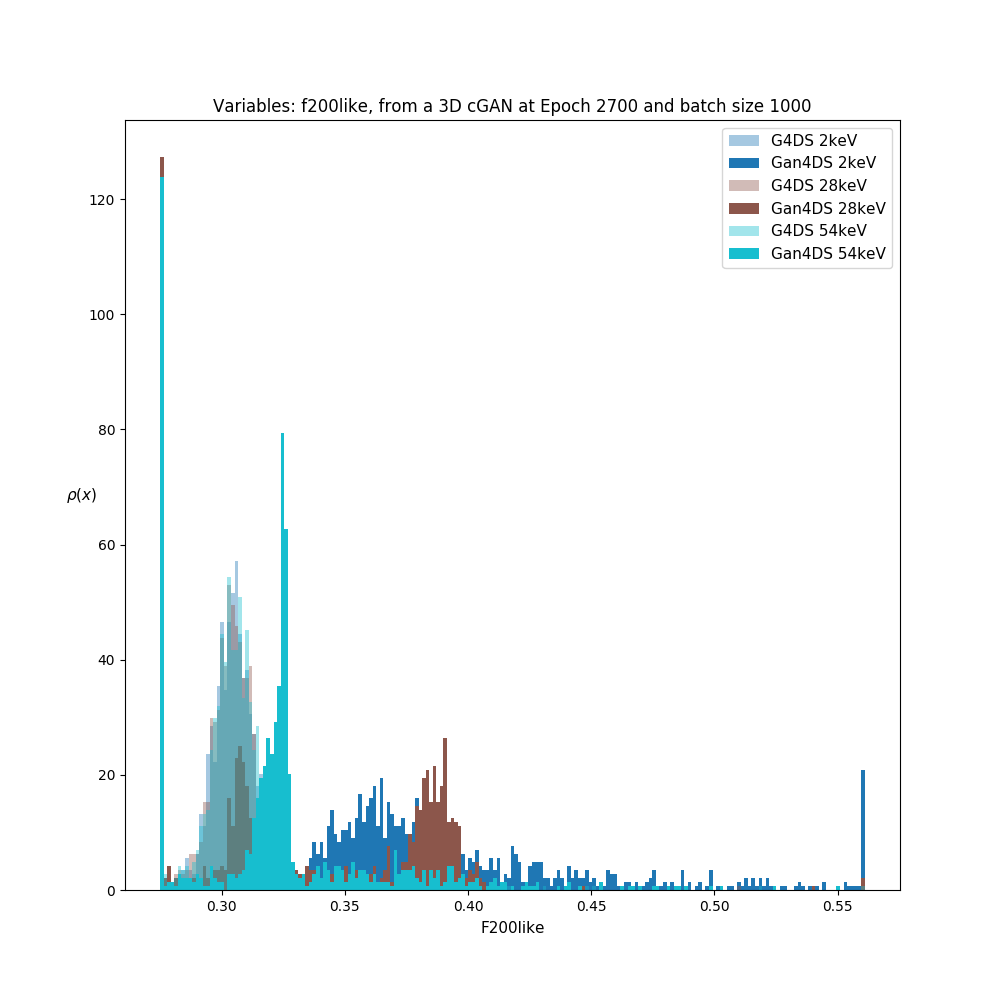 Variables: f200like, from a 3D cGAN at Epoch 2700 and batch size 1000
G4DS 2keV
Gan4DS 2keV
G4DS 28keV
Gan4DS 28keV
G4DS 54keV
Gan4DS 54keV
120
100
80
60
40
20
0
ρ(x)
0.30 0.35 0.40 0.45 0.50 0.55
F200like